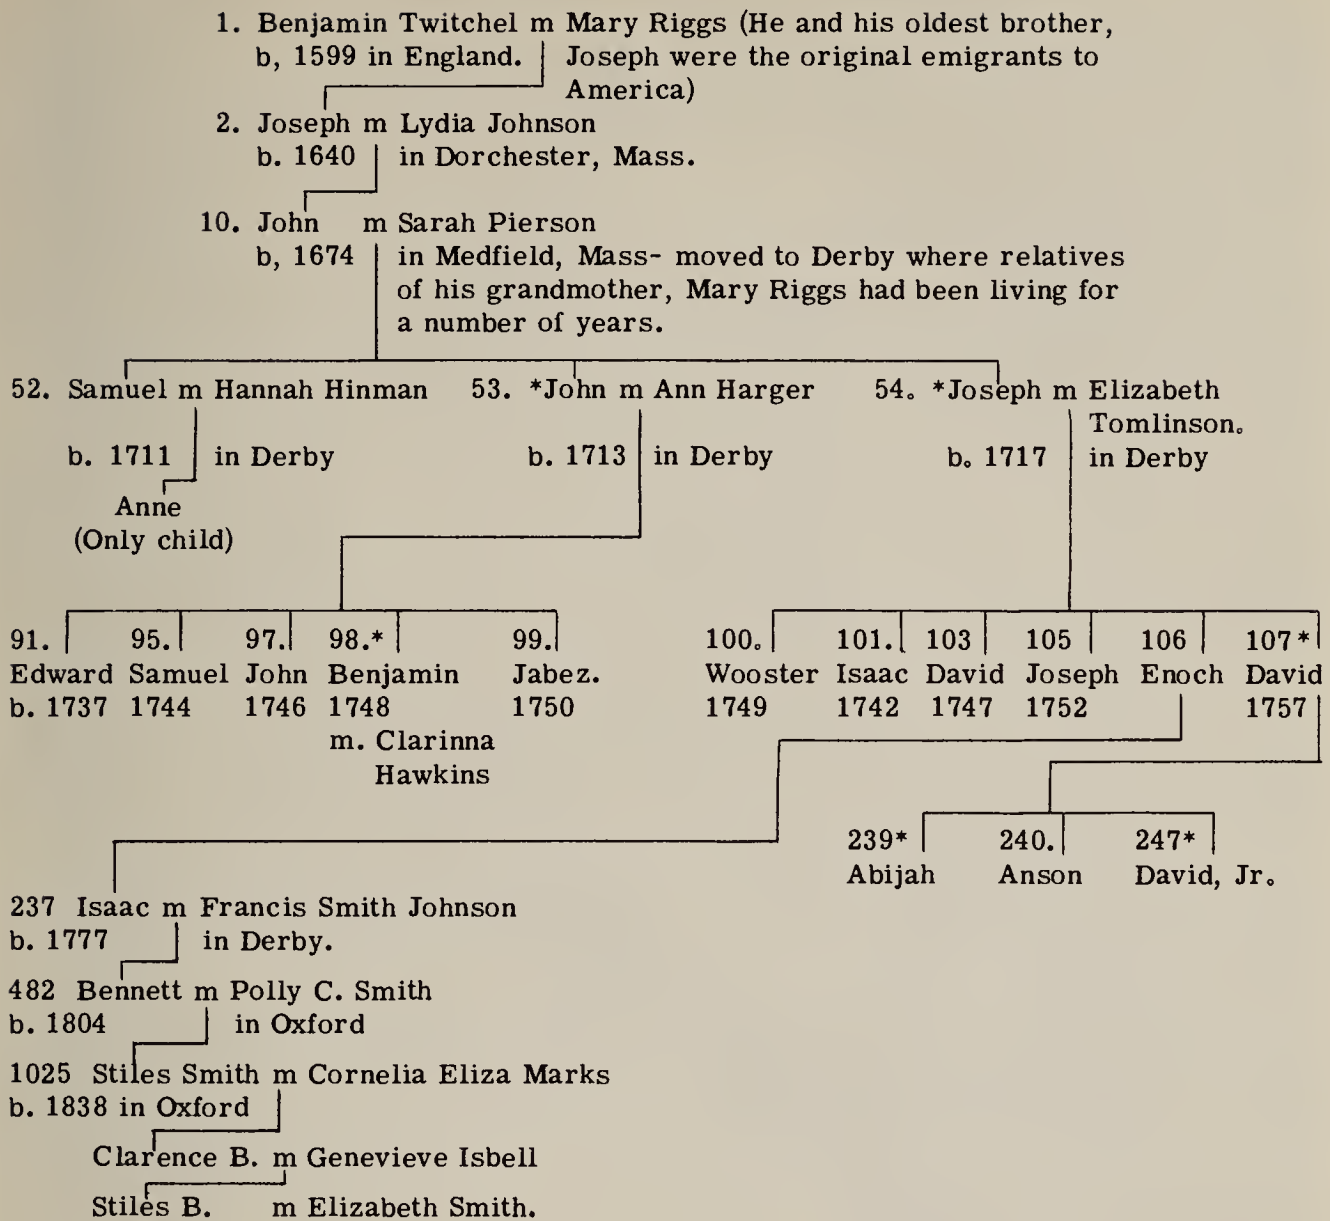 1. Benjamin Twitchel m Mary Riggs (He and his oldest brother,
b, 1599 in England. Joseph were the original emigrants to
America)
2. Joseph m Lydia Johnson
b. 1640 in Dorchester, Mass.
10. John m Sarah Pierson
b, 1674 in Medfield, Mass- moved to Derby where relatives
of his grandmother, Mary Riggs had been living for
a number of years.
52. Samuel m Hannah Hinman 53. *John m Ann Harger 54. *Joseph m Elizabeth
Tomlinson.
b. 1711 in Derby b. 1713 in Derby b. 1717 in Derby
Anne
(Only child)
91. 95. 97. 98.* 99. 100. 101. 103 105 106 107*
Edward Samuel John Benjamin Jabez. Wooster Isaac David Joseph Enoch David
b. 1737 1744 1746 1748 1750 1749 1742 1747 1752 1757
m. Clarinna
Hawkins
239* 240. 247*
Abijah Anson David, Jr.
237 Isaac m Francis Smith Johnson
b. 1777 in Derby.
482 Bennett m Polly C. Smith
b. 1804 in Oxford
1025 Stiles Smith m Cornelia Eliza Marks
b. 1838 in Oxford
Clarence B. m Genevieve Isbell
Stiles B. m Elizabeth Smith.